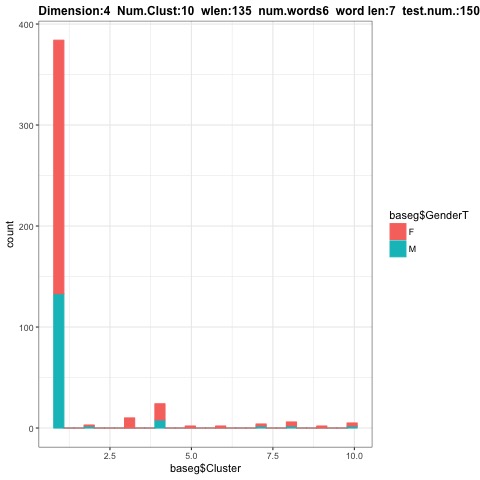 Dimension:4  Num.Clust:10  wlen:135  num.words6  word len:7  test.num.:150
400
300
200
100
0
count
2.5 5.0 7.5 10.0
baseg$Cluster
baseg$GenderT
F
M